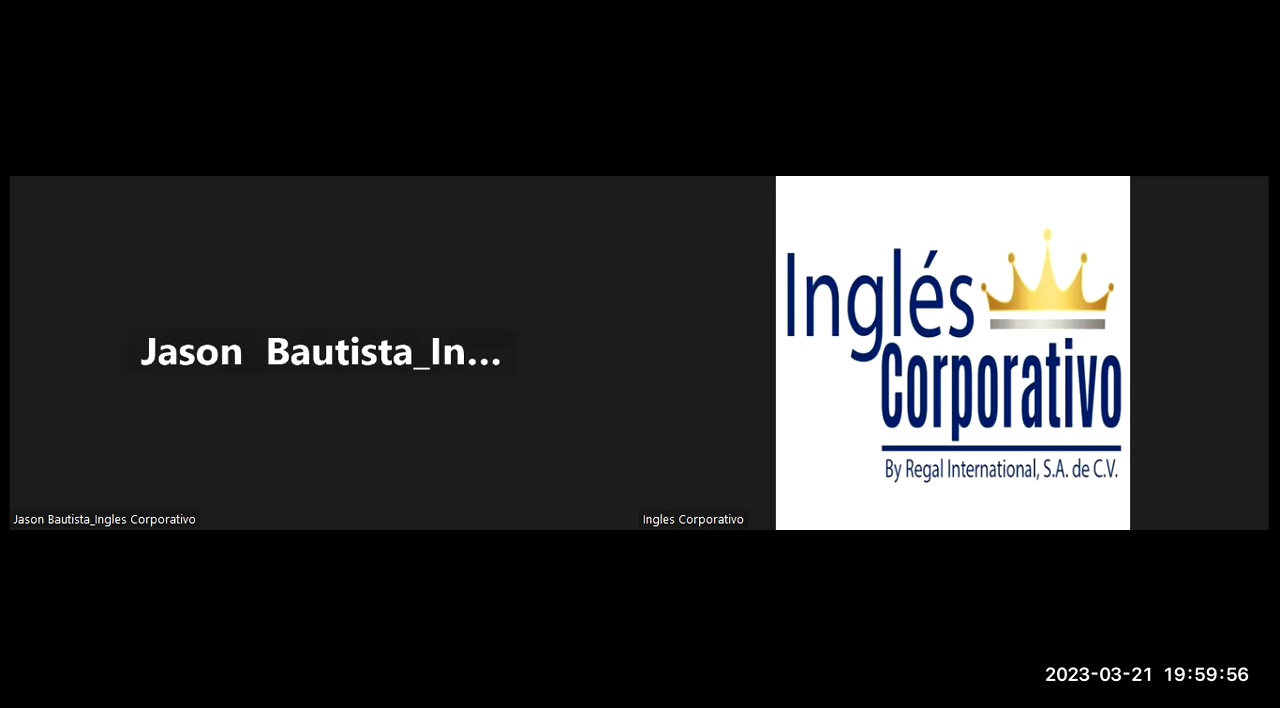 Jason Bautista_In...
Jason Bautista_Ingles Corporativo
Ingles Corporativo
Inglés
Corporativo
By Regal International, S.A. de C.V.
2023-03-21 19:59:56